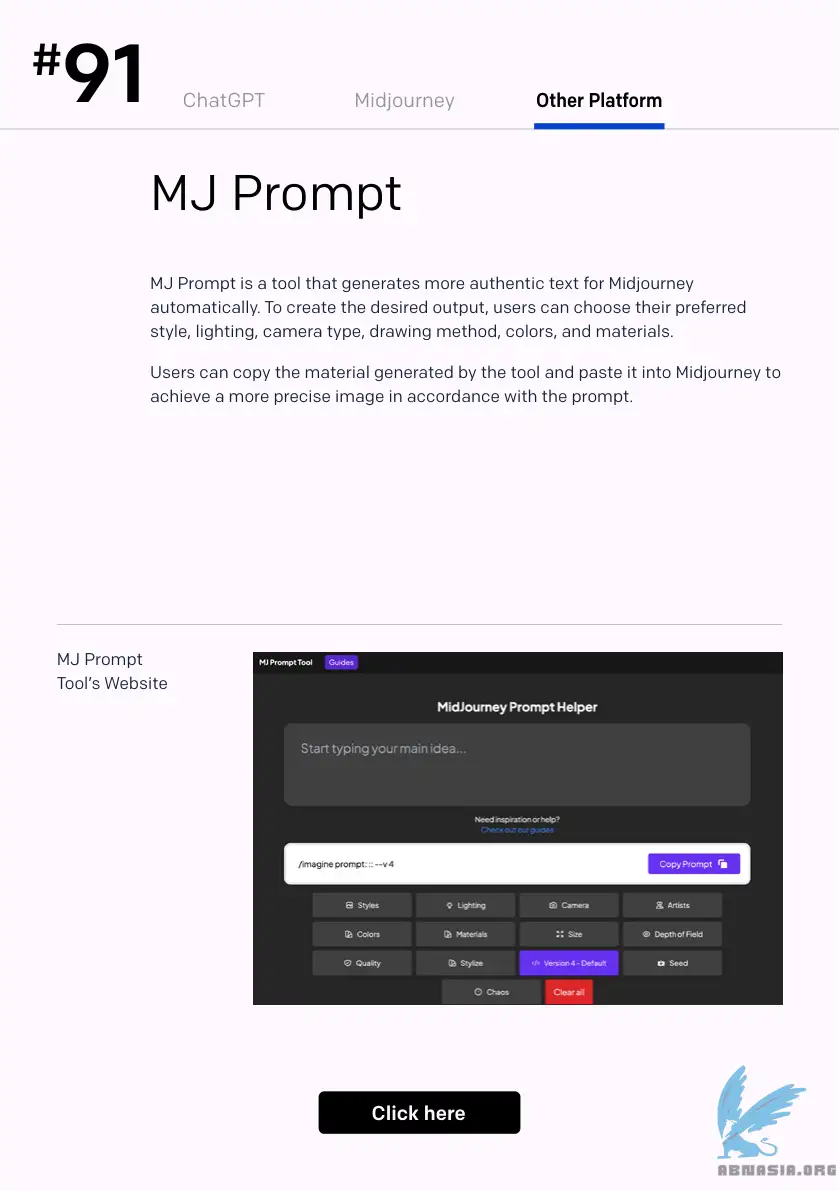 #91
ChatGPT
Midjourney
Other Platform
MJ Prompt
MJ Prompt is a tool that generates more authentic text for Midjourney
automatically. To create the desired output, users can choose their preferred
style, lighting, camera type, drawing method, colors, and materials.
Users can copy the material generated by the tool and paste it into Midjourney to
achieve a more precise image in accordance with the prompt.
MJ Prompt
Tool’s Website
MJ Prompt Tool
Guides
MidJourney Prompt Helper
Start typing your main idea...
Need inspiration or help?
Check out our guides
/imagine prompt: :: --v 4
Copy Prompt
Styles
Lighting
Camera
Artists
Colors
Materials
Size
Depth of Field
Quality
Stylize
</> Version 4 - Default
Seed
Chaos
Clear all
Click here
ABNASIA.ORG